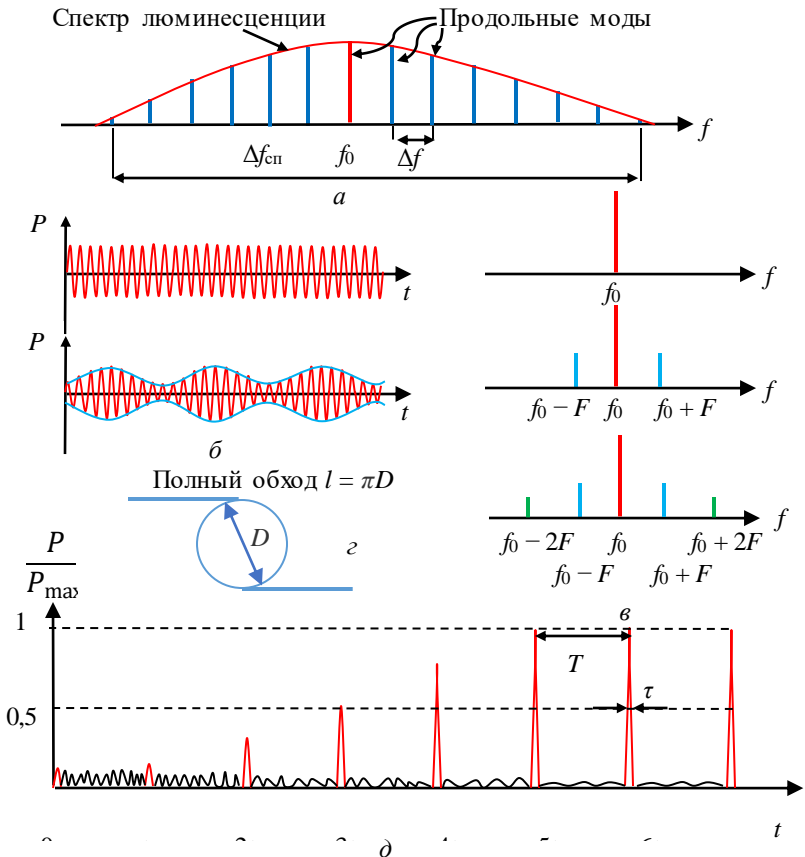 Спектр люминесценции
Продольные моды
f
Δfсп
f0
Δf
а
P
t
f
f0
P
t
f
f0 − F
f0
f0 + F
б
Полный обход l = πD
D
г
f
f0 − 2F
f0
f0 + 2F
f0 − F
f0 + F
P
Pmax
в
1
T
τ
0,5
t
д